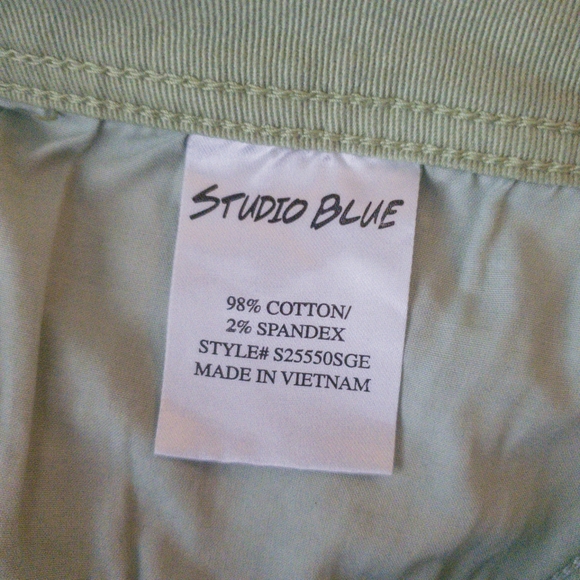 STUDIO BLUE
98% COTTON/
2% SPANDEX
STYLE# S25550SGE
MADE IN VIETNAM